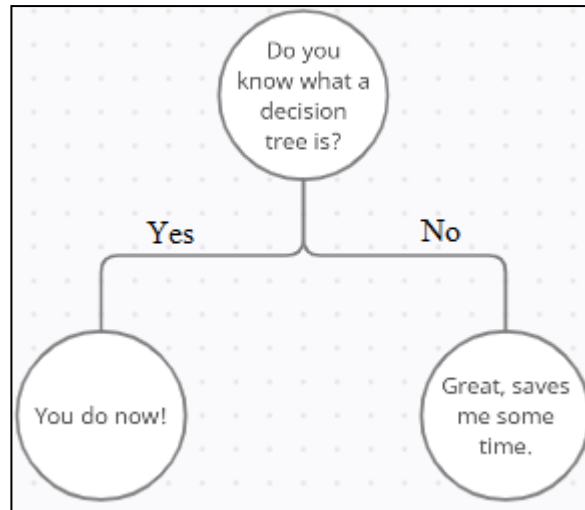 Do you
know what a
decision
tree is?
Yes
No
You do now!
Great, saves
me some
time.